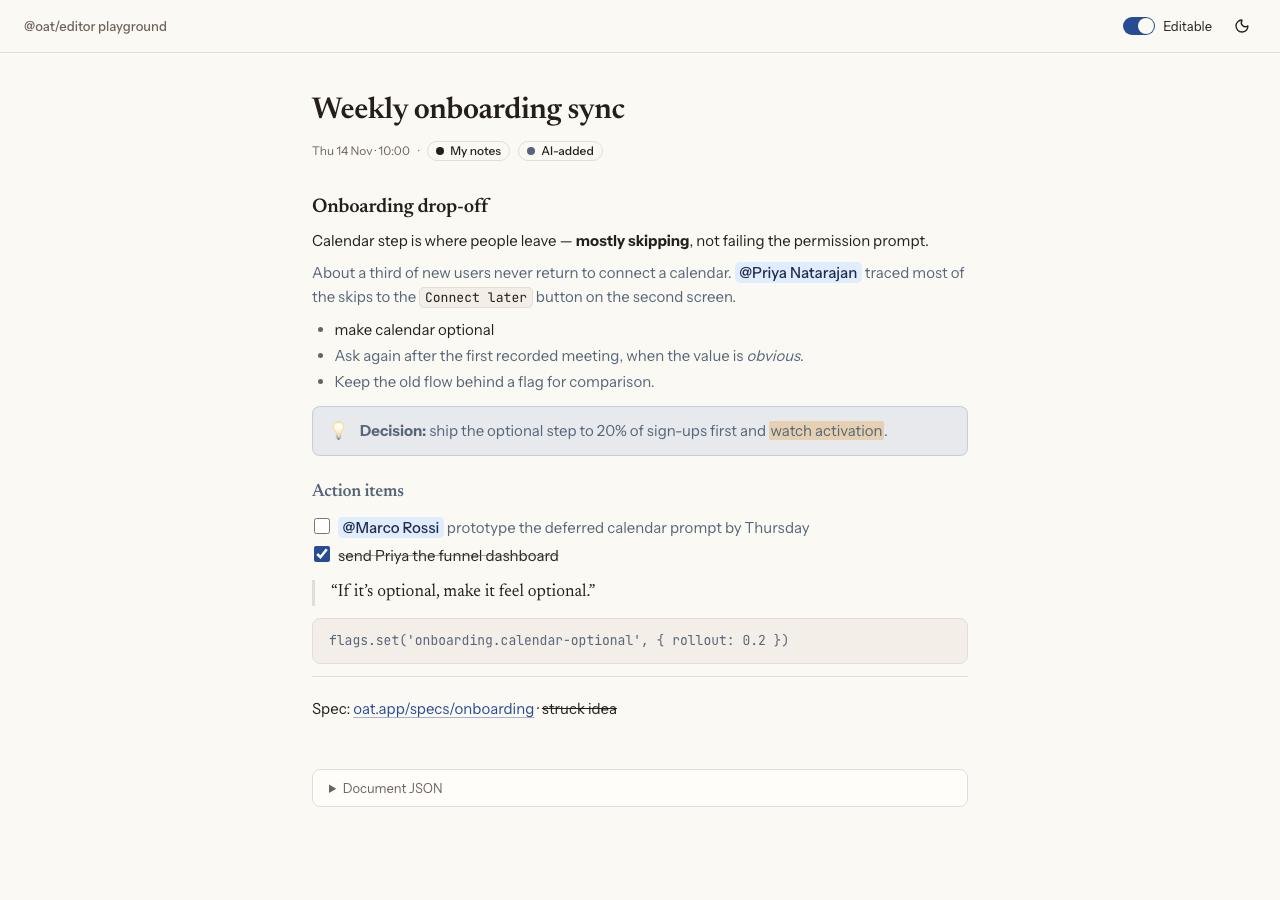 @oat/editor playground
Editable
Weekly onboarding sync
Thu 14 Nov · 10:00 · My notes AI-added
Onboarding drop-off
Calendar step is where people leave — mostly skipping, not failing the permission prompt.
About a third of new users never return to connect a calendar. @Priya Natarajan traced most of
the skips to the Connect later button on the second screen.
• make calendar optional
• Ask again after the first recorded meeting, when the value is obvious.
• Keep the old flow behind a flag for comparison.
💡 Decision: ship the optional step to 20% of sign-ups first and watch activation.
Action items
@Marco Rossi prototype the deferred calendar prompt by Thursday
send Priya the funnel dashboard
“If it’s optional, make it feel optional.”
flags.set('onboarding.calendar-optional', { rollout: 0.2 })
Spec: oat.app/specs/onboarding · struck idea
Document JSON